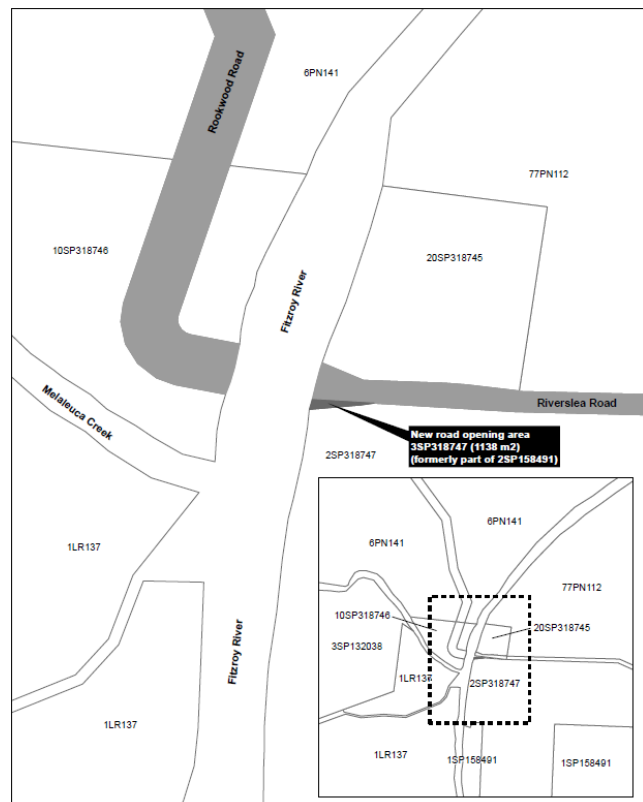 Rookwood Road
6PN141
77PN112
10SP318746
20SP318745
Fitzroy River
Melaleuca Creek
Riverslea Road
New road opening area
3SP318747 (1138 m2)
(formerly part of 2SP158491)
2SP318747
1LR137
Fitzroy River
1LR137
6PN141
6PN141
77PN112
10SP318746
20SP318745
3SP132038
1LR137
2SP318747
1LR137
1SP158491
1SP158491